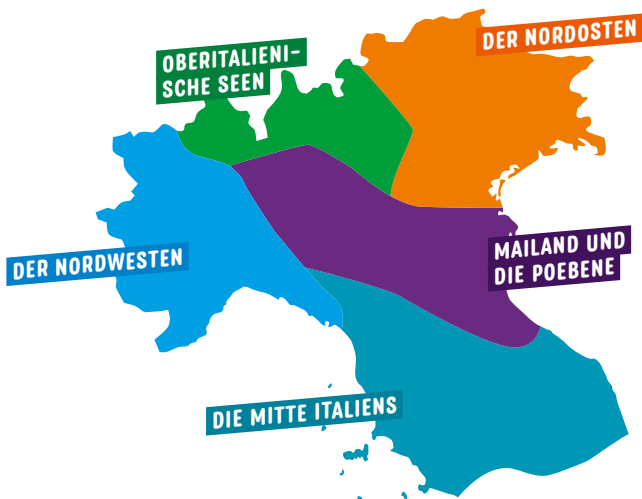 DER NORDOSTEN
OBERITALIENI-
SCHE SEEN
DER NORDWESTEN
MAILAND UND
DIE POEBENE
DIE MITTE ITALIENS